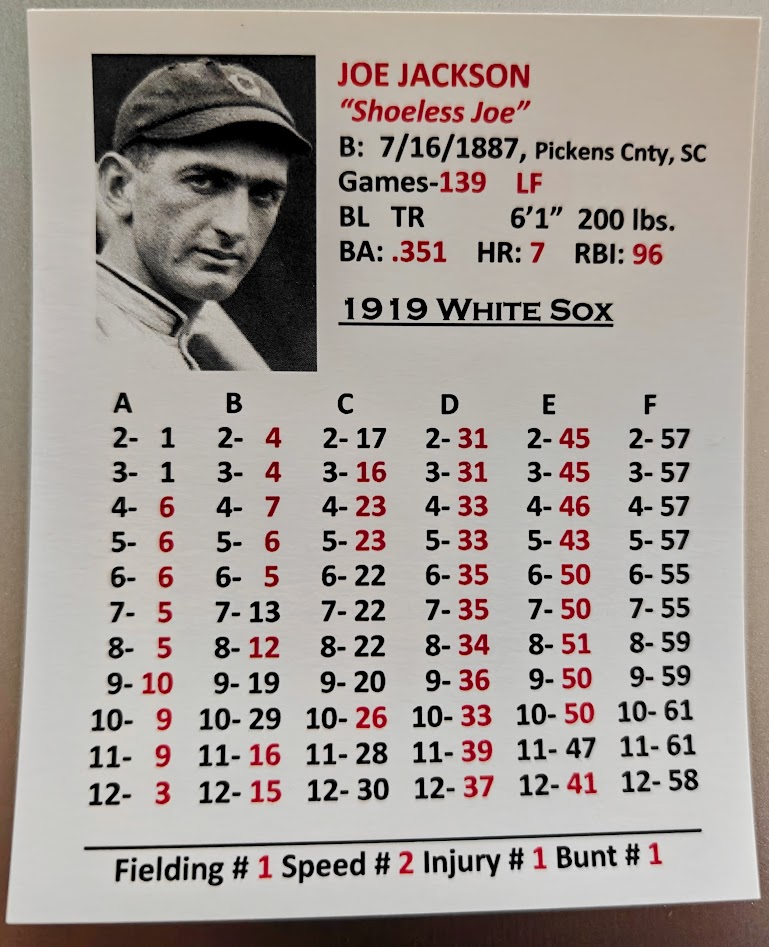 JOE JACKSON
“Shoeless Joe”
B: 7/16/1887, Pickens Cnty, SC
Games-139 LF
BL TR 6’1” 200 lbs.
BA: .351 HR: 7 RBI: 96
1919 WHITE SOX
A B C D E F
2- 1 2- 4 2- 17 2- 31 2- 45 2- 57
3- 1 3- 4 3- 16 3- 31 3- 45 3- 57
4- 6 4- 7 4- 23 4- 33 4- 46 4- 57
5- 6 5- 6 5- 23 5- 33 5- 43 5- 57
6- 6 6- 5 6- 22 6- 35 6- 50 6- 55
7- 5 7- 13 7- 22 7- 35 7- 50 7- 55
8- 5 8- 12 8- 22 8- 34 8- 51 8- 59
9- 10 9- 19 9- 20 9- 36 9- 50 9- 59
10- 9 10- 29 10- 26 10- 33 10- 50 10- 61
11- 9 11- 16 11- 28 11- 39 11- 47 11- 61
12- 3 12- 15 12- 30 12- 37 12- 41 12- 58
Fielding # 1 Speed # 2 Injury # 1 Bunt # 1